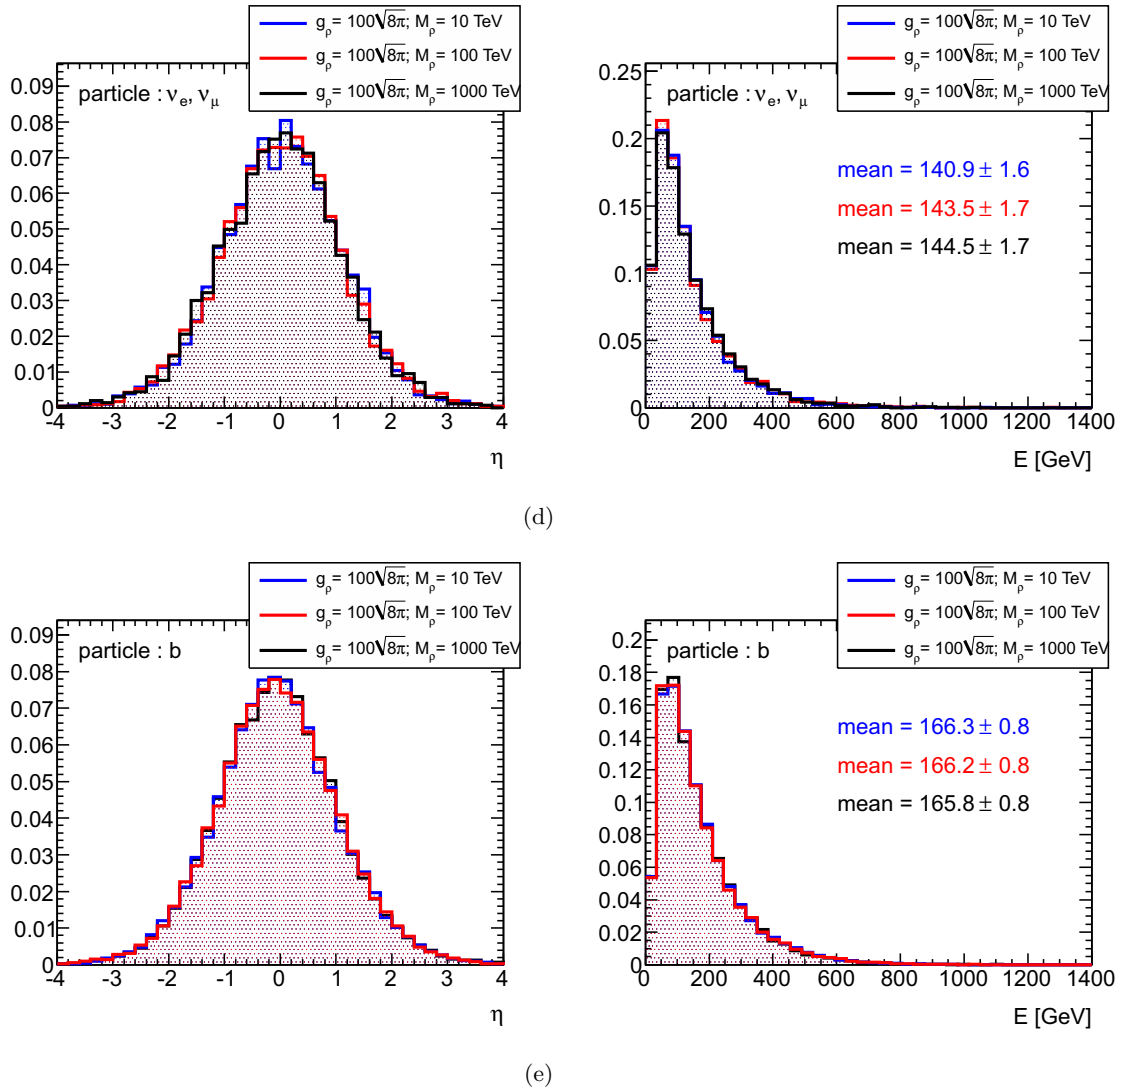 (d)
g_ρ = 100√8π; M_ρ = 10 TeV
g_ρ = 100√8π; M_ρ = 100 TeV
g_ρ = 100√8π; M_ρ = 1000 TeV
particle : ν_e, ν_μ
0.09
0.08
0.07
0.06
0.05
0.04
0.03
0.02
0.01
0
-4 -3 -2 -1 0 1 2 3 4
η
g_ρ = 100√8π; M_ρ = 10 TeV
g_ρ = 100√8π; M_ρ = 100 TeV
g_ρ = 100√8π; M_ρ = 1000 TeV
particle : ν_e, ν_μ
mean = 140.9 ± 1.6
mean = 143.5 ± 1.7
mean = 144.5 ± 1.7
0.25
0.2
0.15
0.1
0.05
0
0 200 400 600 800 1000 1200 1400
E [GeV]
(d)
g_ρ = 100√8π; M_ρ = 10 TeV
g_ρ = 100√8π; M_ρ = 100 TeV
g_ρ = 100√8π; M_ρ = 1000 TeV
particle : b
0.09
0.08
0.07
0.06
0.05
0.04
0.03
0.02
0.01
0
-4 -3 -2 -1 0 1 2 3 4
η
g_ρ = 100√8π; M_ρ = 10 TeV
g_ρ = 100√8π; M_ρ = 100 TeV
g_ρ = 100√8π; M_ρ = 1000 TeV
particle : b
mean = 166.3 ± 0.8
mean = 166.2 ± 0.8
mean = 165.8 ± 0.8
0.2
0.18
0.16
0.14
0.12
0.1
0.08
0.06
0.04
0.02
0
0 200 400 600 800 1000 1200 1400
E [GeV]
(e)